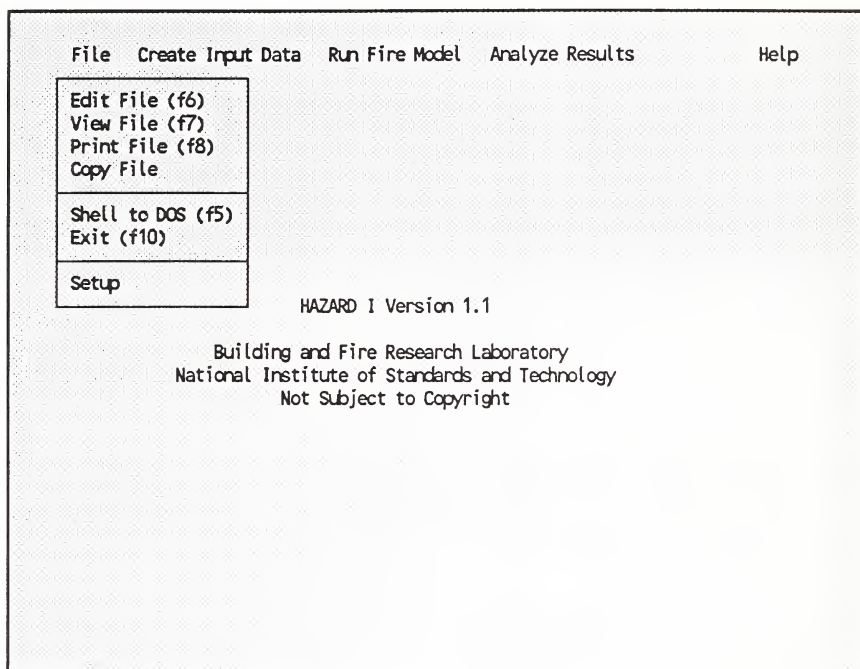 File Create Input Data Run Fire Model Analyze Results Help
Edit File (f6)
View File (f7)
Print File (f8)
Copy File
Shell to DOS (f5)
Exit (f10)
Setup
HAZARD I Version 1.1
Building and Fire Research Laboratory
National Institute of Standards and Technology
Not Subject to Copyright